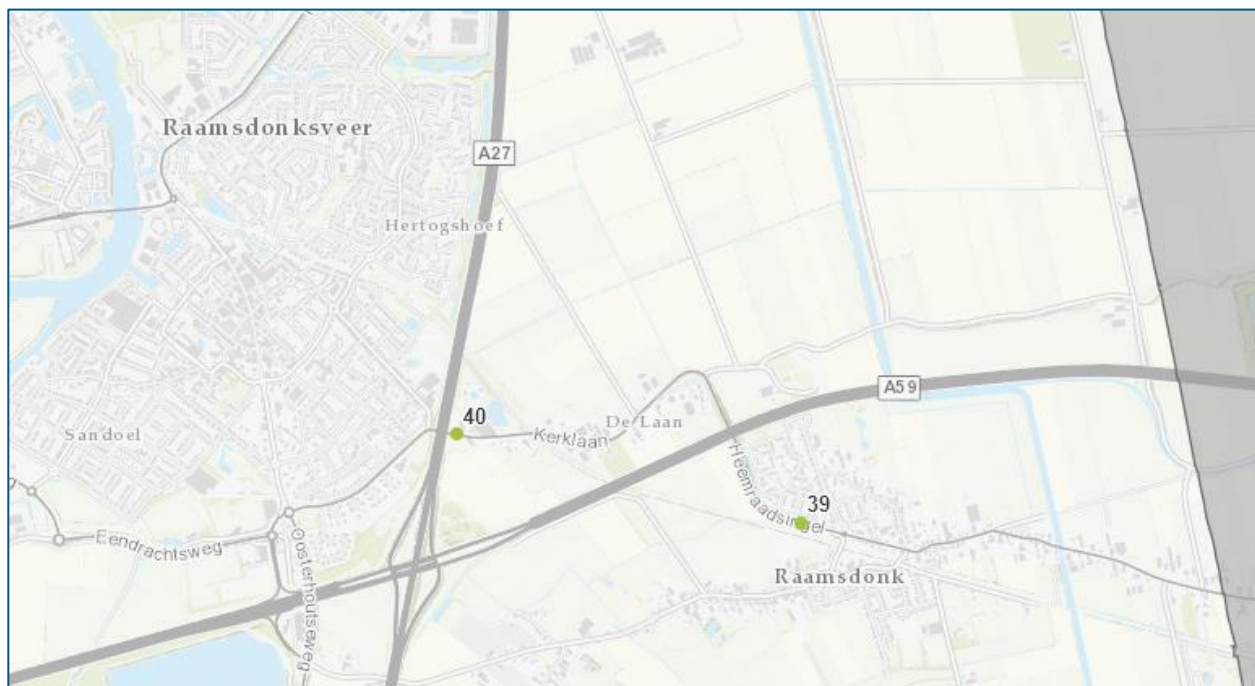 Raamsdonksveer
A27
Hertogshoef
A59
40
De Laan
Kerklaan
Sandoel
Heemraadsingel
39
Eendrachtsweg
Oosterhoutseweg
Raamsdonk